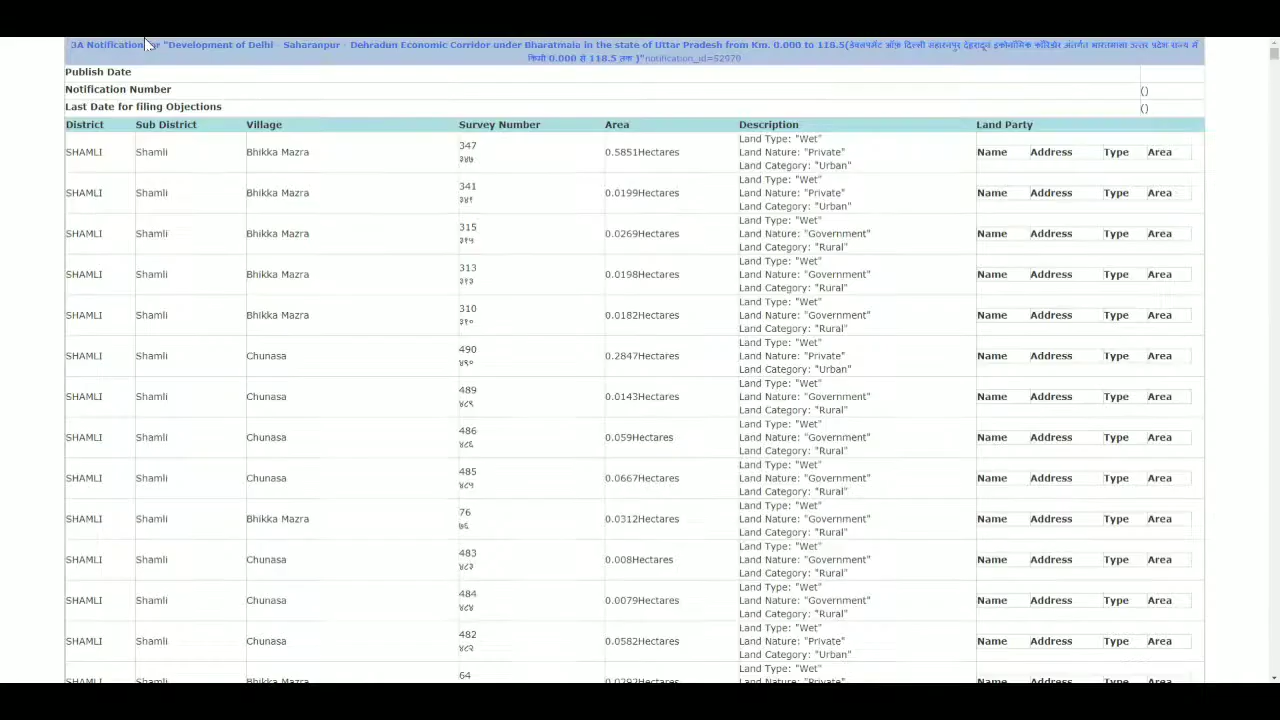 3A Notification for "Development of Delhi - Saharanpur - Dehradun Economic Corridor under Bharatmala in the state of Uttar Pradesh from Km. 0.000 to 118.5(डेवलपमेंट ऑफ़ दिल्ली सहारनपुर देहरादून इकोनॉमिक कॉरिडोर अंतर्गत भारतमाला उत्तर प्रदेश राज्य में
किमी 0.000 से 118.5 तक )"notification_id=52970
Publish Date
Notification Number ()
Last Date for filing Objections ()
District Sub District Village Survey Number Area Description Land Party
Land Type: "Wet"
347
SHAMLI Shamli Bhikka Mazra 0.5851Hectares Land Nature: "Private" Name Address Type Area
३४७
Land Category: "Urban"
Land Type: "Wet"
341
SHAMLI Shamli Bhikka Mazra 0.0199Hectares Land Nature: "Private" Name Address Type Area
३४१
Land Category: "Urban"
Land Type: "Wet"
315
SHAMLI Shamli Bhikka Mazra 0.0269Hectares Land Nature: "Government" Name Address Type Area
३१५
Land Category: "Rural"
Land Type: "Wet"
313
SHAMLI Shamli Bhikka Mazra 0.0198Hectares Land Nature: "Government" Name Address Type Area
३१३
Land Category: "Rural"
Land Type: "Wet"
310
SHAMLI Shamli Bhikka Mazra 0.0182Hectares Land Nature: "Government" Name Address Type Area
३१०
Land Category: "Rural"
Land Type: "Wet"
490
SHAMLI Shamli Chunasa 0.2847Hectares Land Nature: "Private" Name Address Type Area
४९०
Land Category: "Urban"
Land Type: "Wet"
489
SHAMLI Shamli Chunasa 0.0143Hectares Land Nature: "Government" Name Address Type Area
४८९
Land Category: "Rural"
Land Type: "Wet"
486
SHAMLI Shamli Chunasa 0.059Hectares Land Nature: "Government" Name Address Type Area
४८६
Land Category: "Rural"
Land Type: "Wet"
485
SHAMLI Shamli Chunasa 0.0667Hectares Land Nature: "Government" Name Address Type Area
४८५
Land Category: "Rural"
Land Type: "Wet"
76
SHAMLI Shamli Bhikka Mazra 0.0312Hectares Land Nature: "Government" Name Address Type Area
७६
Land Category: "Rural"
Land Type: "Wet"
483
SHAMLI Shamli Chunasa 0.008Hectares Land Nature: "Government" Name Address Type Area
४८३
Land Category: "Rural"
Land Type: "Wet"
484
SHAMLI Shamli Chunasa 0.0079Hectares Land Nature: "Government" Name Address Type Area
४८४
Land Category: "Rural"
Land Type: "Wet"
482
SHAMLI Shamli Chunasa 0.0582Hectares Land Nature: "Private" Name Address Type Area
४८२
Land Category: "Urban"
Land Type: "Wet"
64
SHAMLI Shamli Bhikka Mazra 0.0292Hectares Land Nature: "Private" Name Address Type Area